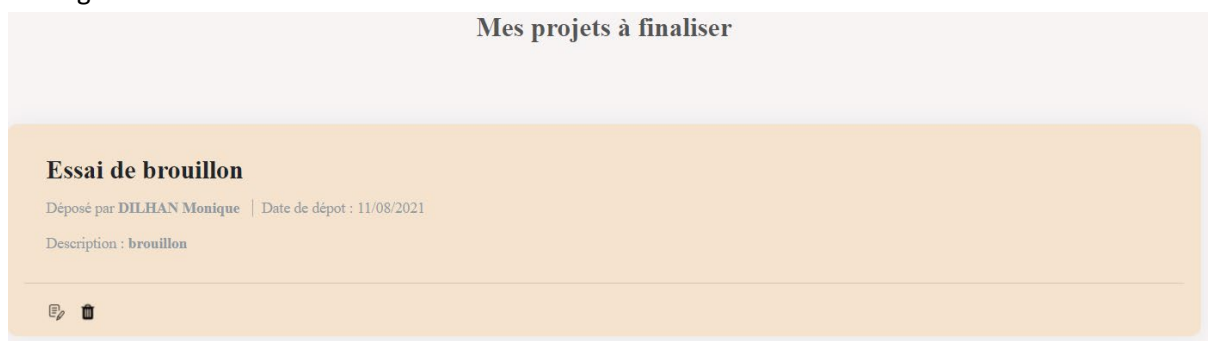 Mes projets à finaliser
Essai de brouillon
Déposé par DILHAN Monique | Date de dépot : 11/08/2021
Description : brouillon